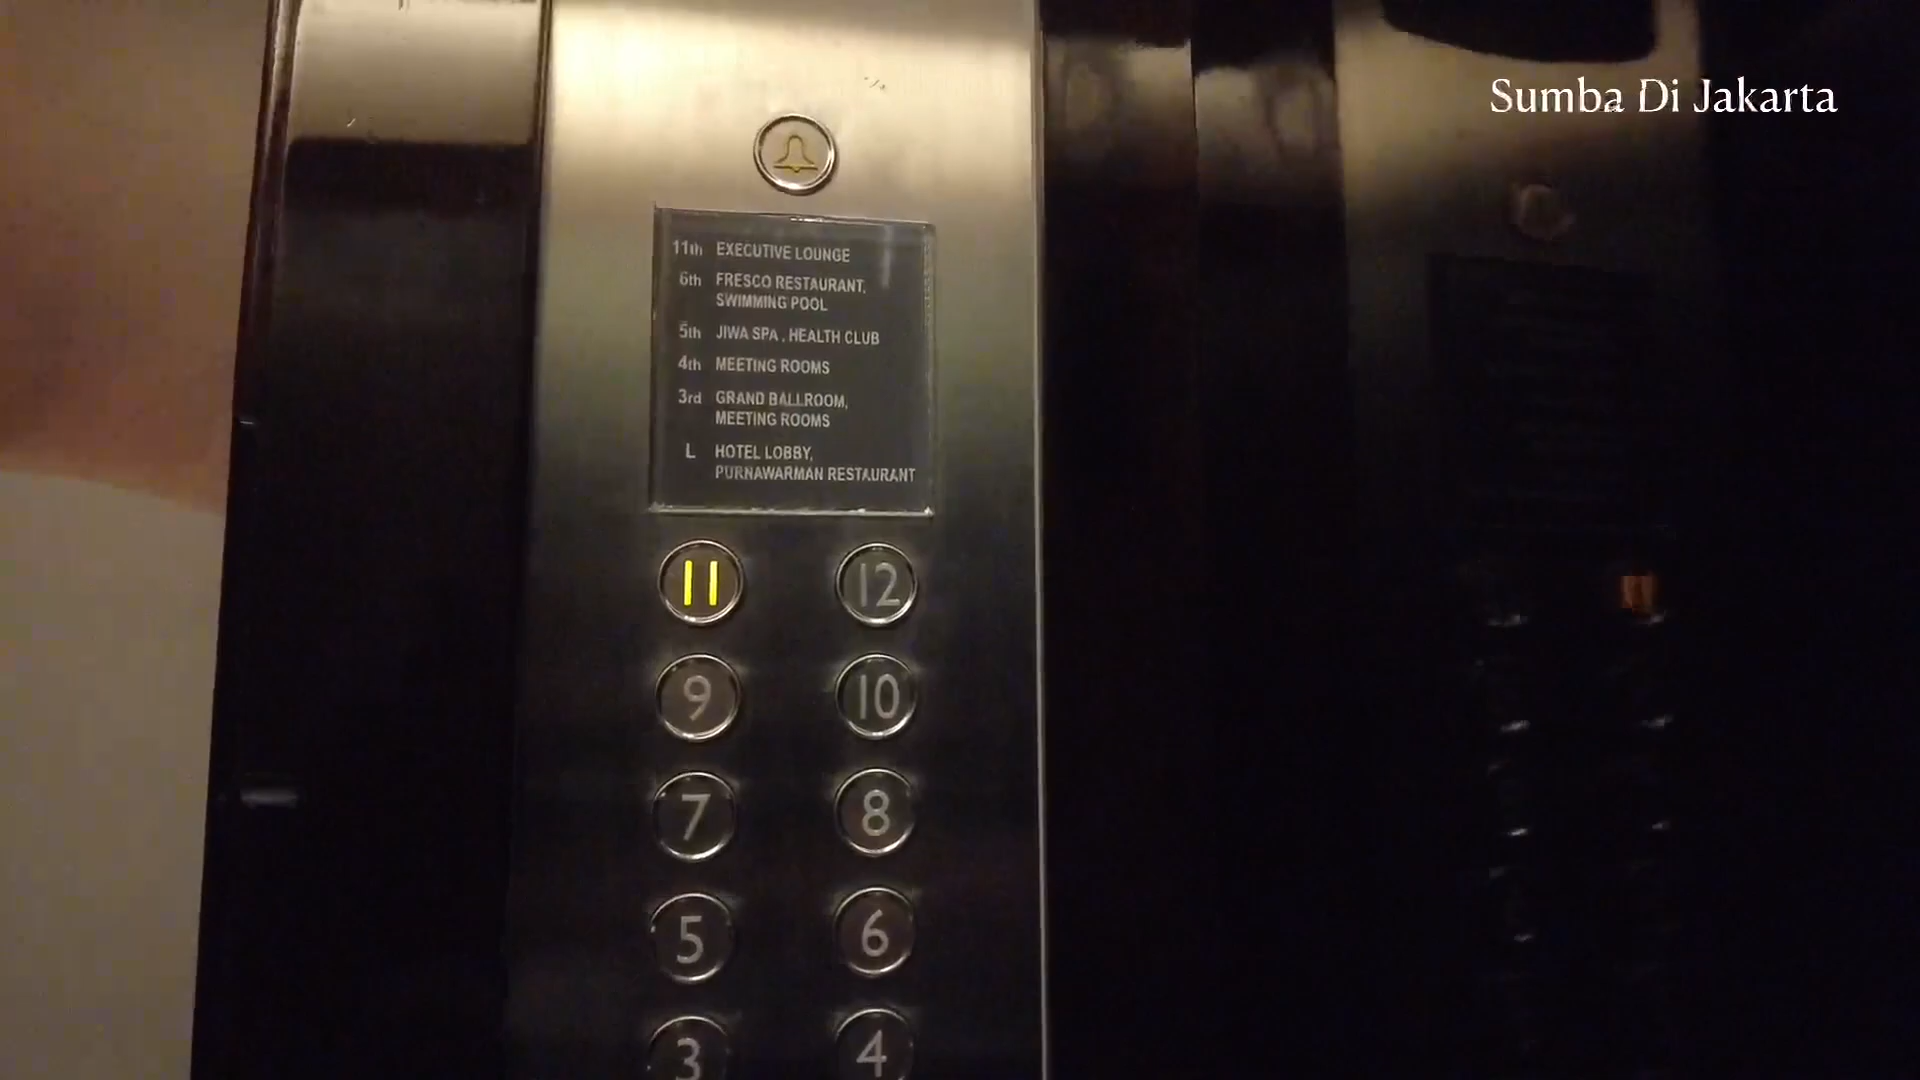 Sumba Di Jakarta
11th EXECUTIVE LOUNGE
6th FRESCO RESTAURANT,
SWIMMING POOL
5th JIWA SPA , HEALTH CLUB
4th MEETING ROOMS
3rd GRAND BALLROOM,
MEETING ROOMS
L HOTEL LOBBY,
PURNAWARMAN RESTAURANT
11 12
9 10
7 8
5 6
3 4